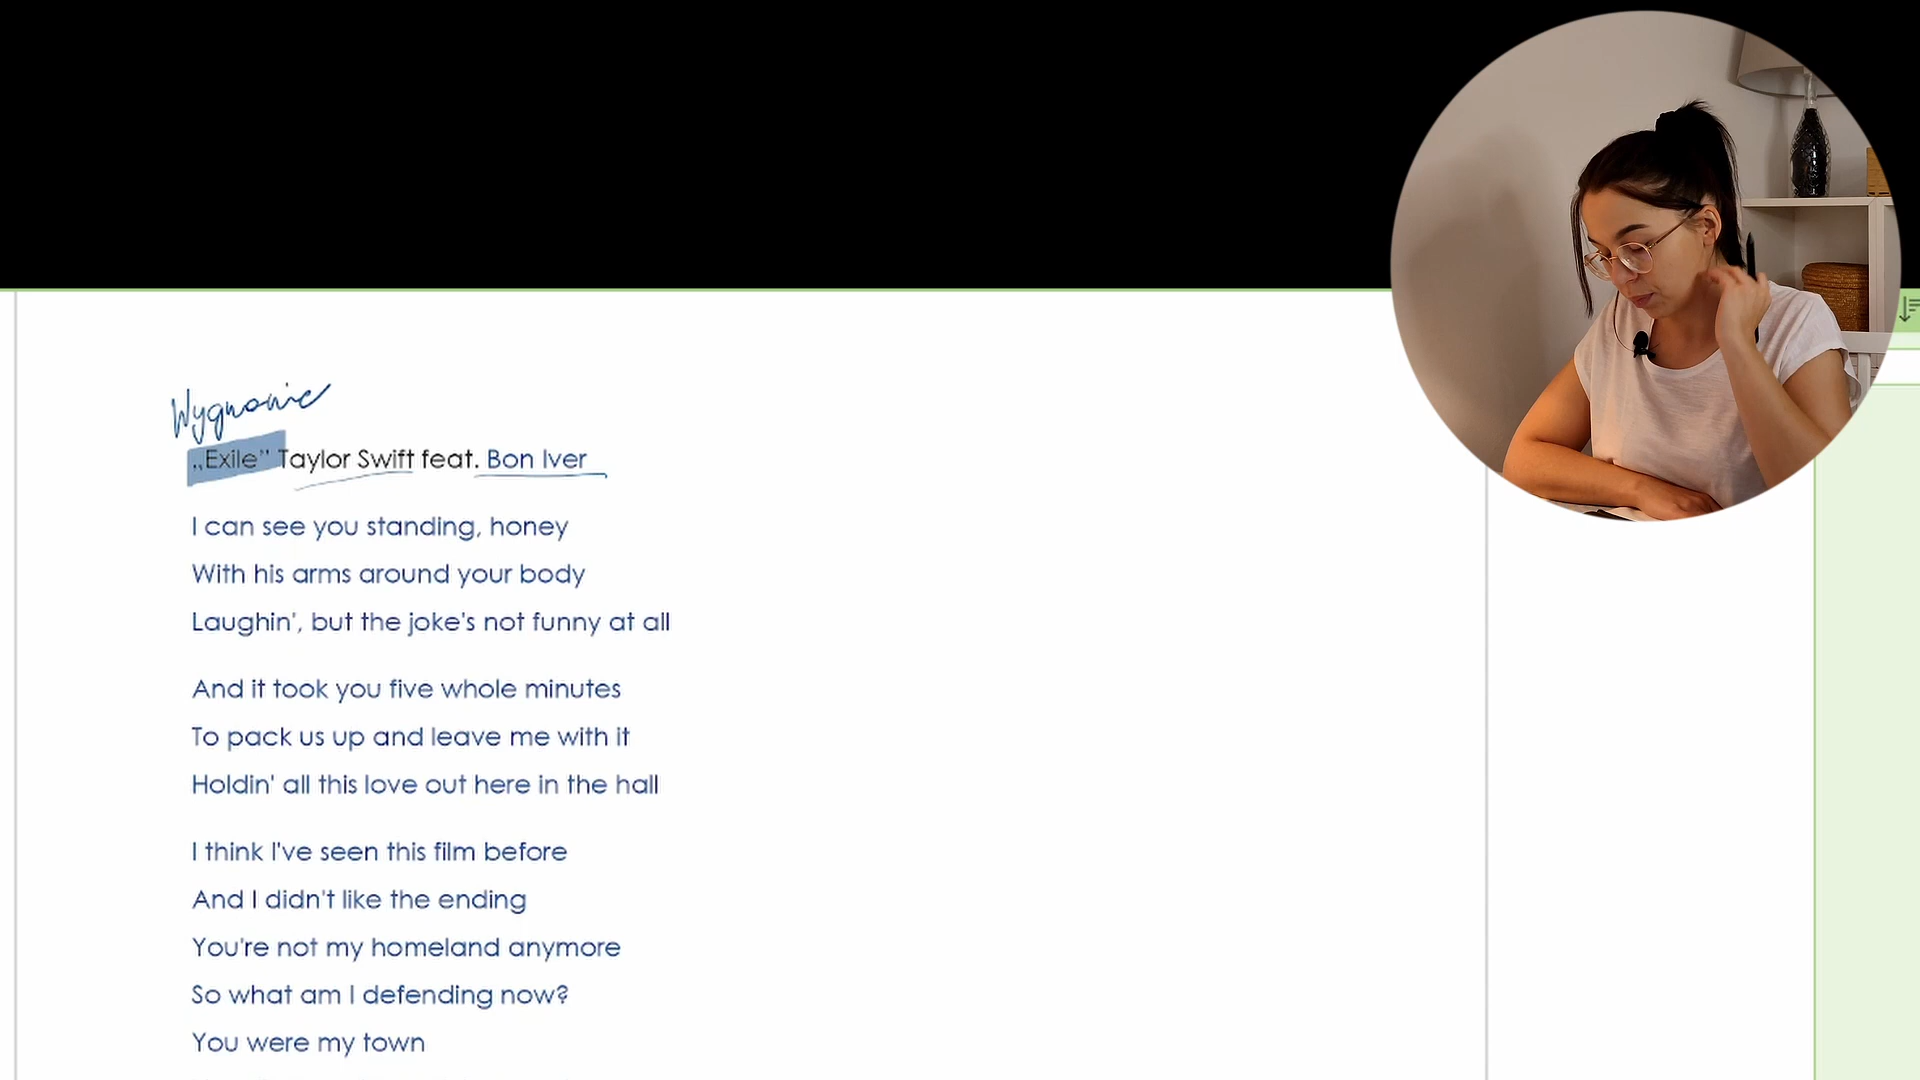 Wygnanie
„Exile" Taylor Swift feat. Bon Iver
I can see you standing, honey
With his arms around your body
Laughin', but the joke's not funny at all
And it took you five whole minutes
To pack us up and leave me with it
Holdin' all this love out here in the hall
I think I've seen this film before
And I didn't like the ending
You're not my homeland anymore
So what am I defending now?
You were my town